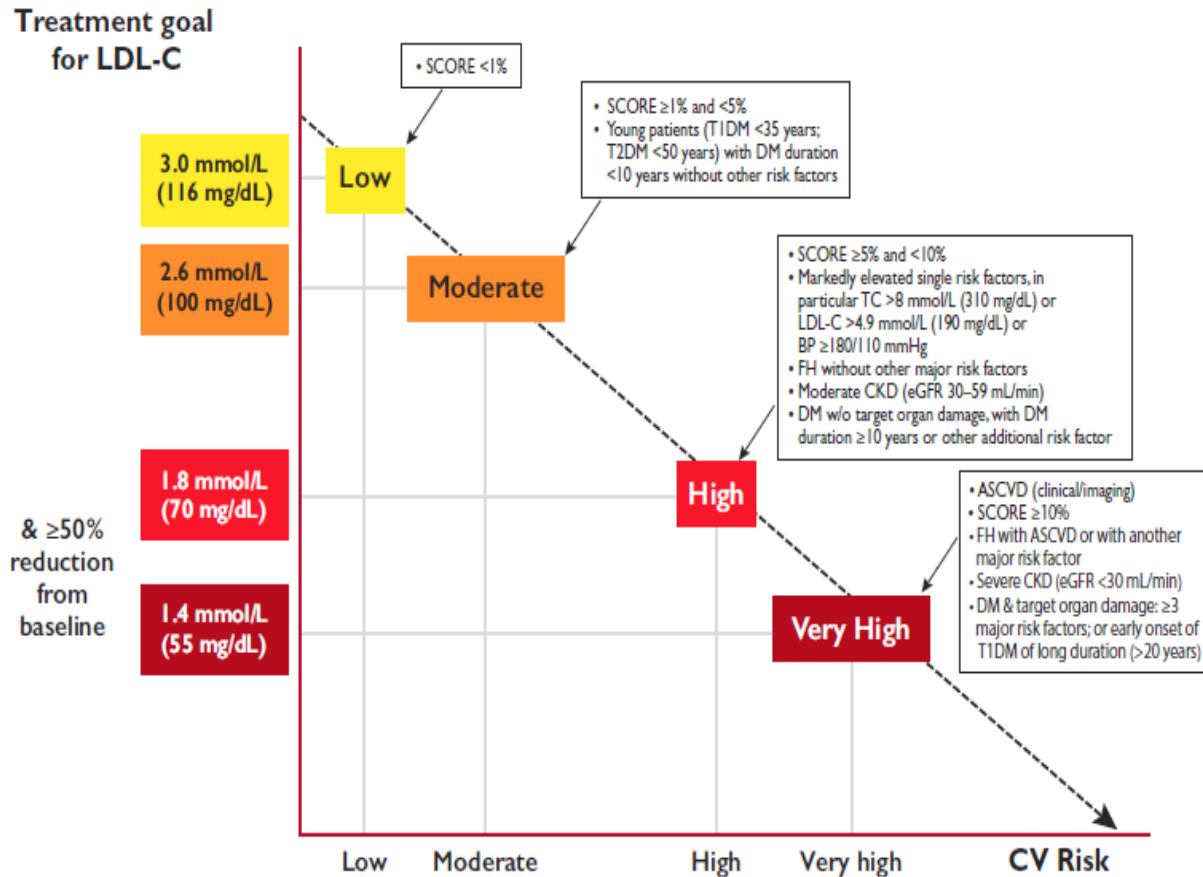 Treatment goal
for LDL-C
• SCORE <1%
• SCORE ≥1% and <5%
• Young patients (T1DM <35 years;
T2DM <50 years) with DM duration
<10 years without other risk factors
3.0 mmol/L
(116 mg/dL)
Low
2.6 mmol/L
(100 mg/dL)
Moderate
• SCORE ≥5% and <10%
• Markedly elevated single risk factors, in
particular TC >8 mmol/L (310 mg/dL) or
LDL-C >4.9 mmol/L (190 mg/dL) or
BP ≥180/110 mmHg
• FH without other major risk factors
• Moderate CKD (eGFR 30–59 mL/min)
• DM w/o target organ damage, with DM
duration ≥10 years or other additional risk factor
1.8 mmol/L
(70 mg/dL)
High
• ASCVD (clinical/imaging)
• SCORE ≥10%
• FH with ASCVD or with another
major risk factor
• Severe CKD (eGFR <30 mL/min)
• DM & target organ damage: ≥3
major risk factors; or early onset of
T1DM of long duration (>20 years)
& ≥50%
reduction
from
baseline
1.4 mmol/L
(55 mg/dL)
Very High
Low Moderate High Very high CV Risk